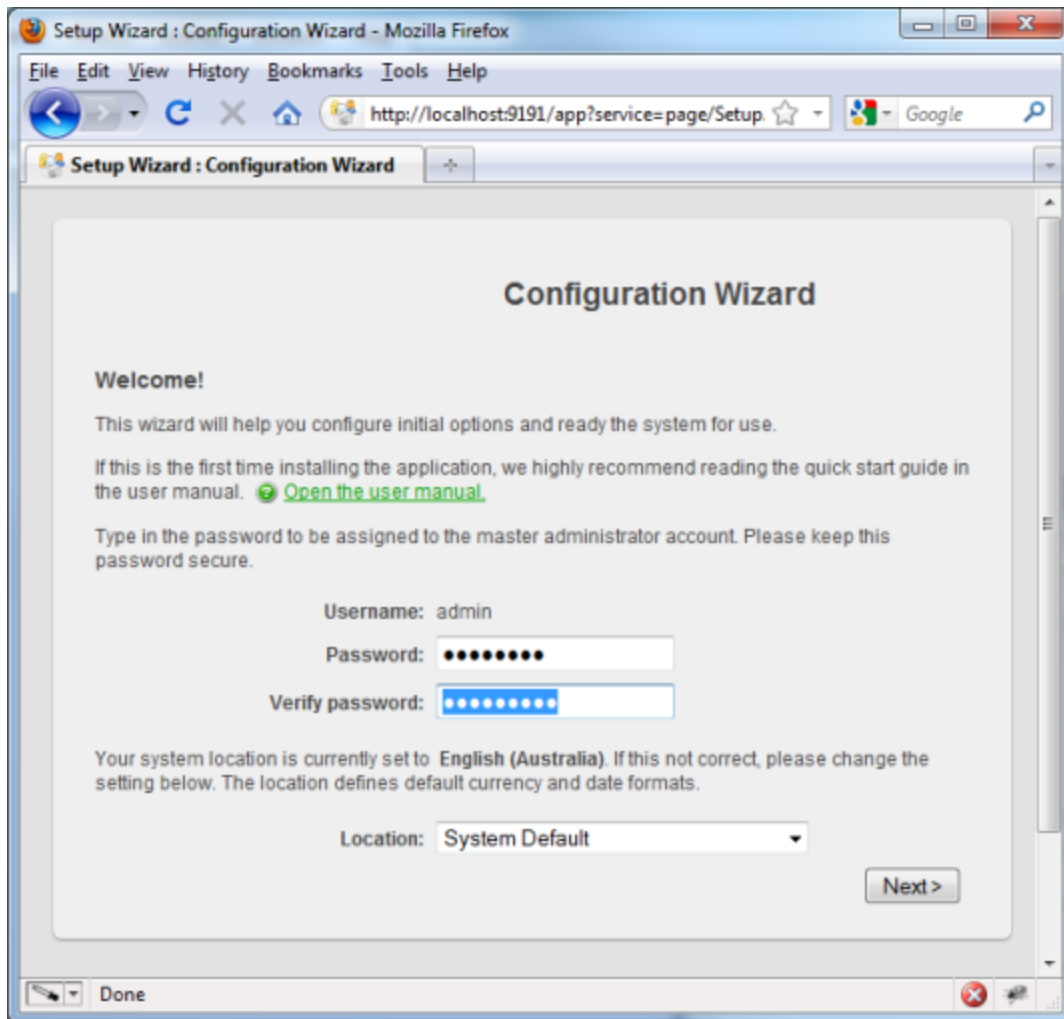 Setup Wizard : Configuration Wizard - Mozilla Firefox
File Edit View History Bookmarks Tools Help
http://localhost:9191/app?service=page/Setup.
Google
Setup Wizard : Configuration Wizard
Configuration Wizard
Welcome!
This wizard will help you configure initial options and ready the system for use.
If this is the first time installing the application, we highly recommend reading the quick start guide in
the user manual. Open the user manual.
Type in the password to be assigned to the master administrator account. Please keep this
password secure.
Username: admin
Password: ●●●●●●●●
Verify password: ●●●●●●●●●
Your system location is currently set to English (Australia). If this not correct, please change the
setting below. The location defines default currency and date formats.
Location: System Default
Next >
Done